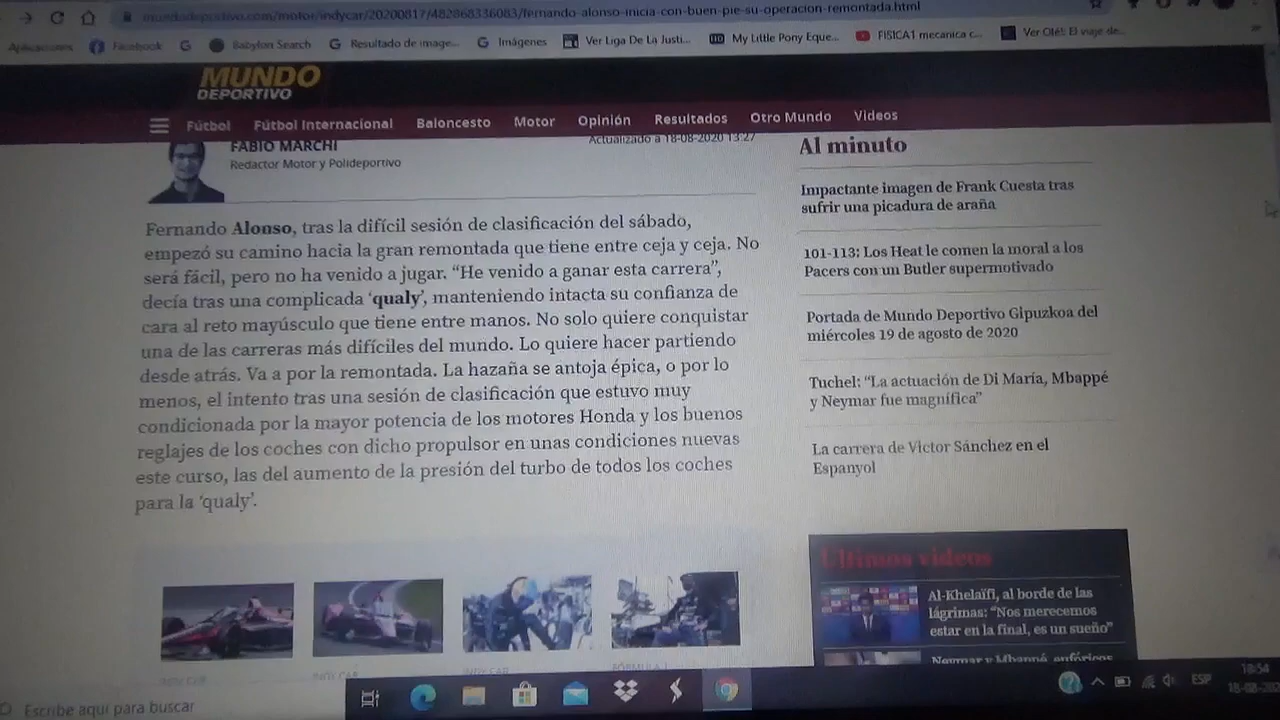 mundodeportivo.com/motor/indycar/20200817/482868336083/fernando-alonso-inicia-con-buen-pie-su-operacion-remontada.html
Aplicaciones Facebook Babylon Search Resultado de image... Imágenes Ver Liga De La Justi... My Little Pony Eque... FISICA1 mecanica c... Ver Olé!: El viaje de...
MUNDO
DEPORTIVO
Fútbol Fútbol Internacional Baloncesto Motor Opinión Resultados Otro Mundo Videos
FABIO MARCHI
Redactor Motor y Polideportivo
Actualizado a 18-08-2020 13:27
Fernando Alonso, tras la difícil sesión de clasificación del sábado,
empezó su camino hacia la gran remontada que tiene entre ceja y ceja. No
será fácil, pero no ha venido a jugar. “He venido a ganar esta carrera”,
decía tras una complicada ‘qualy’, manteniendo intacta su confianza de
cara al reto mayúsculo que tiene entre manos. No solo quiere conquistar
una de las carreras más difíciles del mundo. Lo quiere hacer partiendo
desde atrás. Va a por la remontada. La hazaña se antoja épica, o por lo
menos, el intento tras una sesión de clasificación que estuvo muy
condicionada por la mayor potencia de los motores Honda y los buenos
reglajes de los coches con dicho propulsor en unas condiciones nuevas
este curso, las del aumento de la presión del turbo de todos los coches
para la ‘qualy’.
INDY CAR INDY CAR INDY CAR FÓRMULA 1
Al minuto
Impactante imagen de Frank Cuesta tras
sufrir una picadura de araña
101-113: Los Heat le comen la moral a los
Pacers con un Butler supermotivado
Portada de Mundo Deportivo Gipuzkoa del
miércoles 19 de agosto de 2020
Tuchel: “La actuación de Di María, Mbappé
y Neymar fue magnífica”
La carrera de Víctor Sánchez en el
Espanyol
Últimos vídeos
Al-Khelaïfi, al borde de las
lágrimas: “Nos merecemos
estar en la final, es un sueño”
Neymar y Mbappé, eufóricos
Escribe aquí para buscar
ESP
18:54
18-08-202